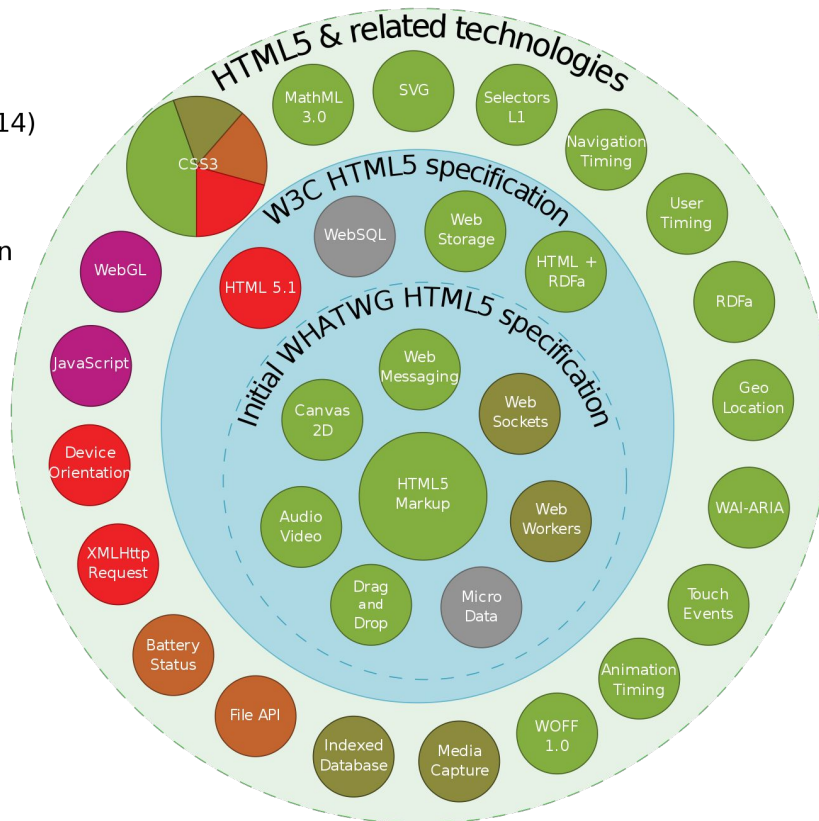 HTML5 & related technologies
14)
n
MathML
3.0
SVG
Selectors
L1
Navigation
Timing
User
Timing
RDFa
Geo
Location
WAI-ARIA
Touch
Events
Animation
Timing
WOFF
1.0
Media
Capture
Indexed
Database
File API
Battery
Status
XMLHttp
Request
Device
Orientation
JavaScript
WebGL
CSS3
W3C HTML5 specification
HTML 5.1
WebSQL
Web
Storage
HTML +
RDFa
Initial WHATWG HTML5 specification
Web
Messaging
Web
Sockets
Web
Workers
Micro
Data
Drag
and
Drop
Audio
Video
Canvas
2D
HTML5
Markup